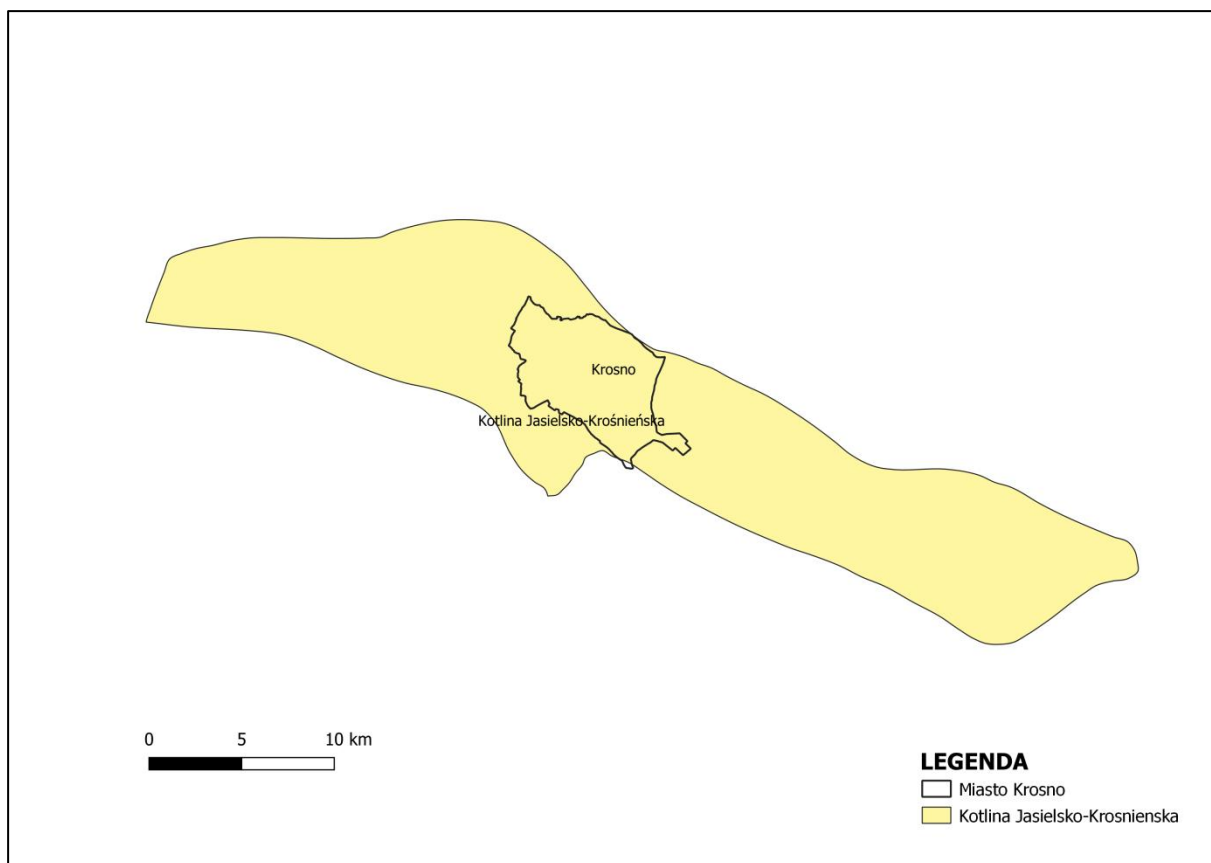 Krosno
Kotlina Jasielsko-Krośnieńska
0 5 10 km
LEGENDA
Miasto Krosno
Kotlina Jasielsko-Krosnienska